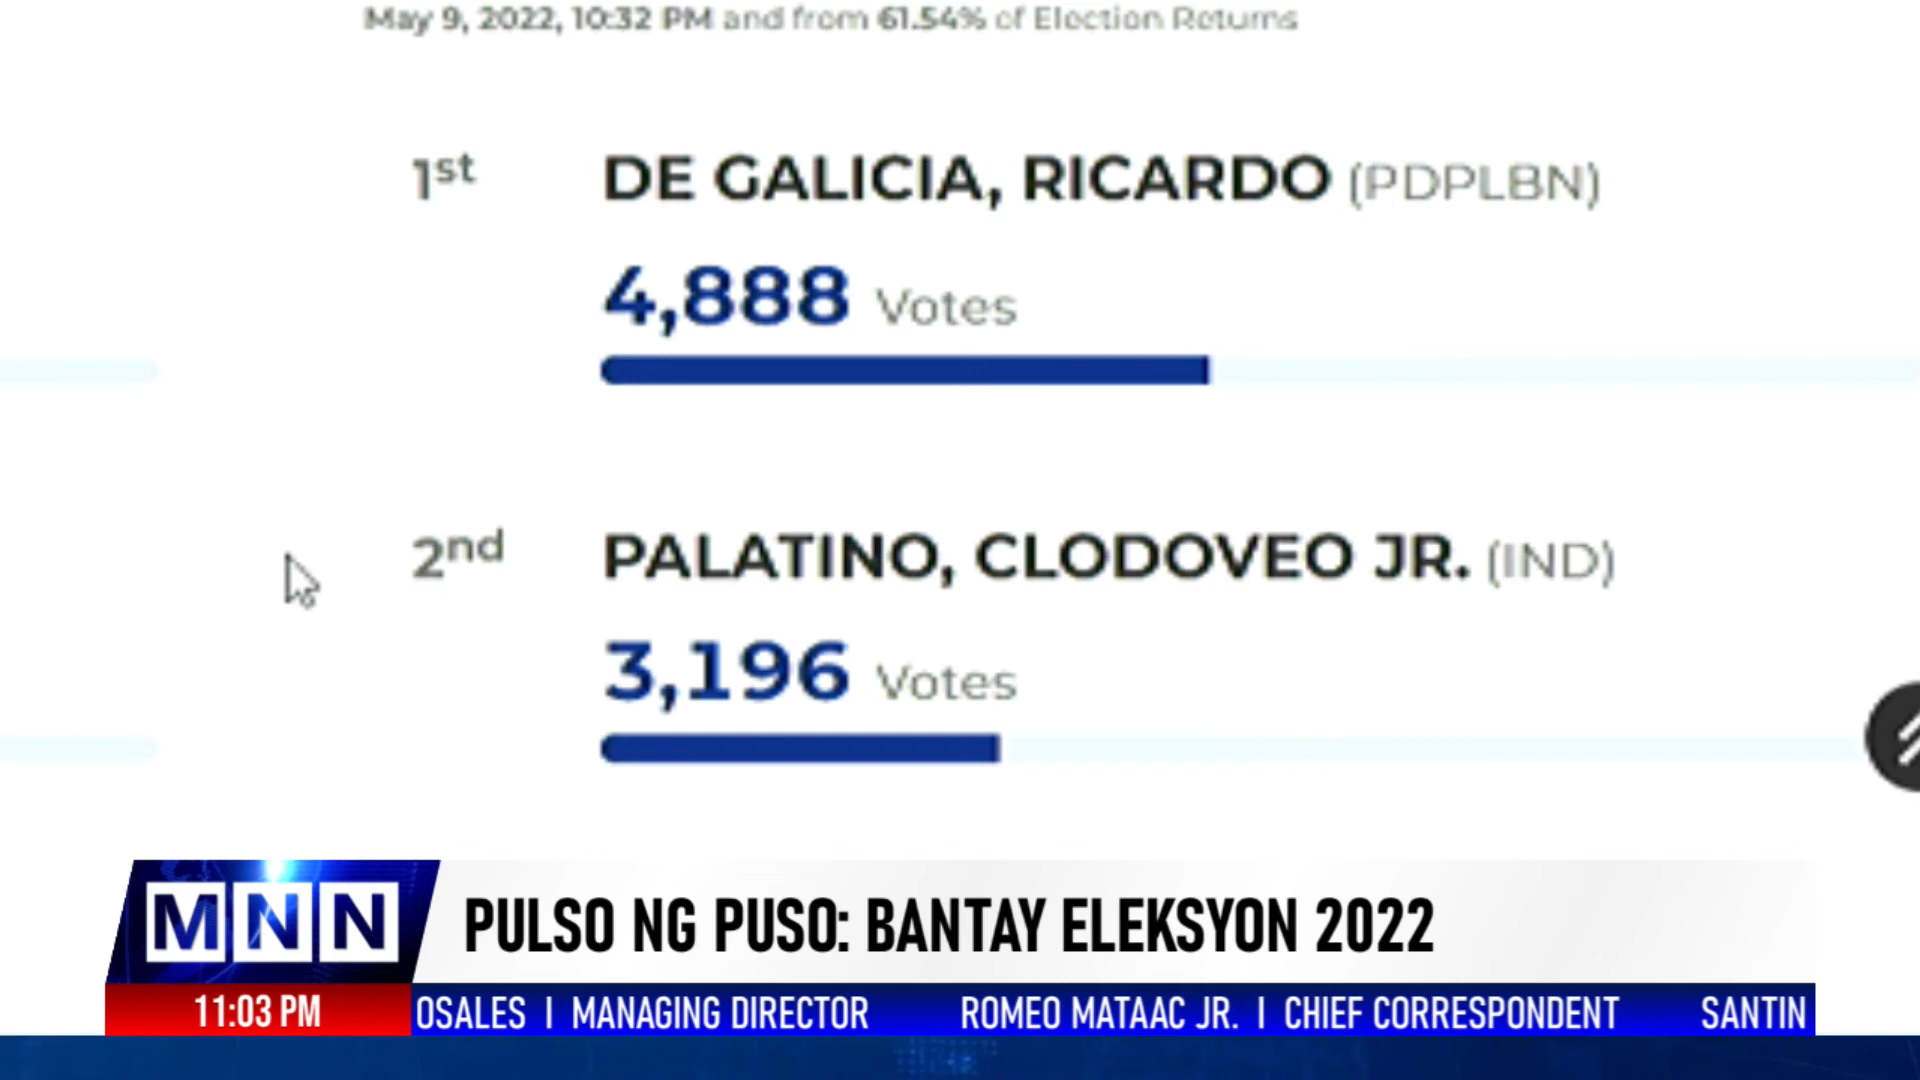 May 9, 2022, 10:32 PM and from 61.54% of Election Returns
1st DE GALICIA, RICARDO (PDPLBN)
4,888 Votes
2nd PALATINO, CLODOVEO JR. (IND)
3,196 Votes
MNN PULSO NG PUSO: BANTAY ELEKSYON 2022
11:03 PM OSALES | MANAGING DIRECTOR ROMEO MATAAC JR. | CHIEF CORRESPONDENT SANTIN